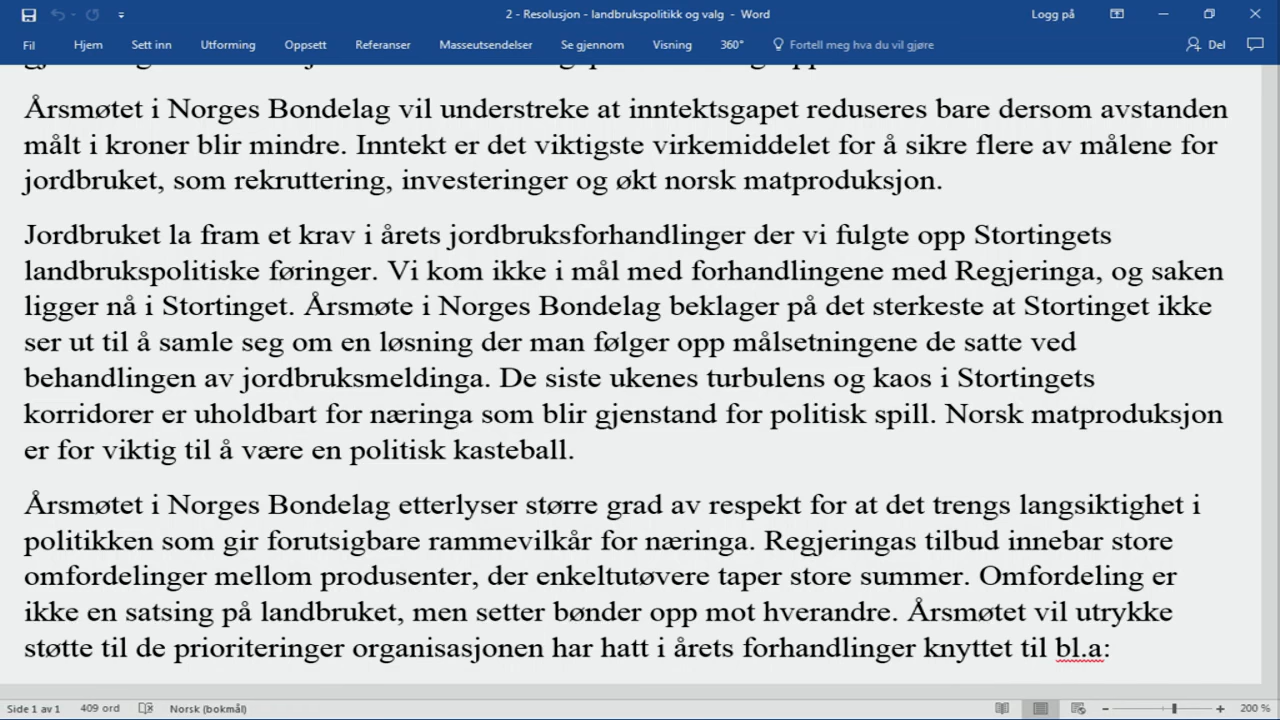 2 - Resolusjon - landbrukspolitikk og valg - Word
Logg på
Fil Hjem Sett inn Utforming Oppsett Referanser Masseutsendelser Se gjennom Visning 360° Fortell meg hva du vil gjøre Del
Årsmøtet i Norges Bondelag vil understreke at inntektsgapet reduseres bare dersom avstanden
målt i kroner blir mindre. Inntekt er det viktigste virkemiddelet for å sikre flere av målene for
jordbruket, som rekruttering, investeringer og økt norsk matproduksjon.
Jordbruket la fram et krav i årets jordbruksforhandlinger der vi fulgte opp Stortingets
landbrukspolitiske føringer. Vi kom ikke i mål med forhandlingene med Regjeringa, og saken
ligger nå i Stortinget. Årsmøte i Norges Bondelag beklager på det sterkeste at Stortinget ikke
ser ut til å samle seg om en løsning der man følger opp målsetningene de satte ved
behandlingen av jordbruksmeldinga. De siste ukenes turbulens og kaos i Stortingets
korridorer er uholdbart for næringa som blir gjenstand for politisk spill. Norsk matproduksjon
er for viktig til å være en politisk kasteball.
Årsmøtet i Norges Bondelag etterlyser større grad av respekt for at det trengs langsiktighet i
politikken som gir forutsigbare rammevilkår for næringa. Regjeringas tilbud innebar store
omfordelinger mellom produsenter, der enkeltutøvere taper store summer. Omfordeling er
ikke en satsing på landbruket, men setter bønder opp mot hverandre. Årsmøtet vil utrykke
støtte til de prioriteringer organisasjonen har hatt i årets forhandlinger knyttet til bl.a:
Side 1 av 1 409 ord Norsk (bokmål) 200 %